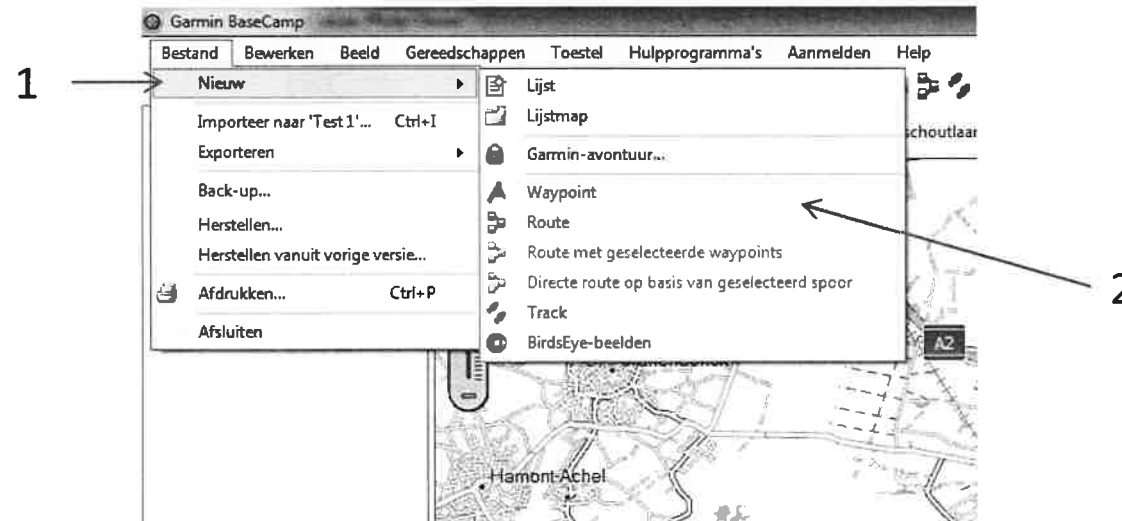 Garmin BaseCamp
Bestand Bewerken Beeld Gereedschappen Toestel Hulpprogramma's Aanmelden Help
1
Nieuw
Importeer naar 'Test 1'... Ctrl+I
Exporteren
Back-up...
Herstellen...
Herstellen vanuit vorige versie...
Afdrukken... Ctrl+P
Afsluiten
Lijst
Lijstmap
Garmin-avontuur...
Waypoint
Route
Route met geselecteerde waypoints
Directe route op basis van geselecteerd spoor
Track
BirdsEye-beelden
2
schoutlaar
A2
Hamont-Achel